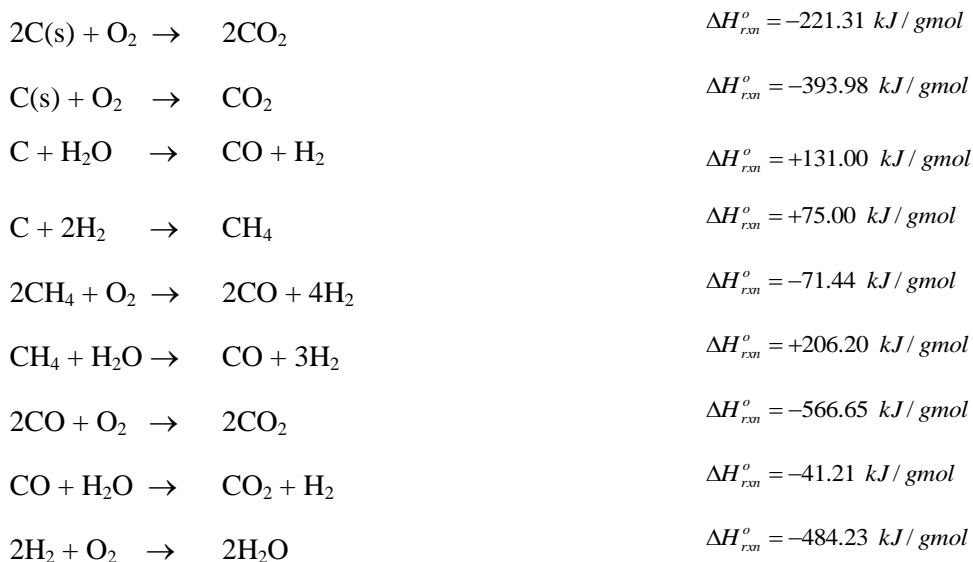 2C(s) + O₂ → 2CO₂ ΔH°ᵣₓₙ = −221.31 kJ / gmol
C(s) + O₂ → CO₂ ΔH°ᵣₓₙ = −393.98 kJ / gmol
C + H₂O → CO + H₂ ΔH°ᵣₓₙ = +131.00 kJ / gmol
C + 2H₂ → CH₄ ΔH°ᵣₓₙ = +75.00 kJ / gmol
2CH₄ + O₂ → 2CO + 4H₂ ΔH°ᵣₓₙ = −71.44 kJ / gmol
CH₄ + H₂O → CO + 3H₂ ΔH°ᵣₓₙ = +206.20 kJ / gmol
2CO + O₂ → 2CO₂ ΔH°ᵣₓₙ = −566.65 kJ / gmol
CO + H₂O → CO₂ + H₂ ΔH°ᵣₓₙ = −41.21 kJ / gmol
2H₂ + O₂ → 2H₂O ΔH°ᵣₓₙ = −484.23 kJ / gmol